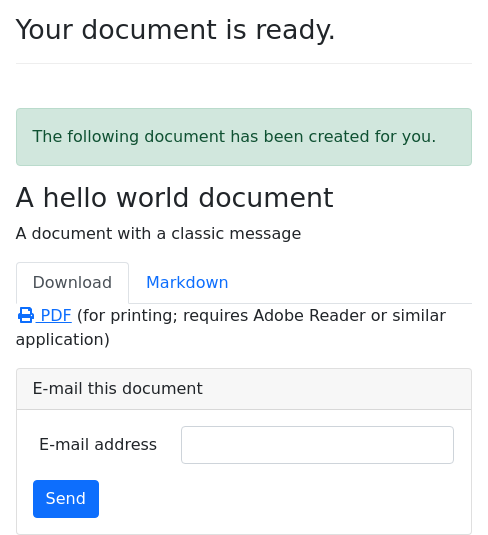 Your document is ready.
The following document has been created for you.
A hello world document
A document with a classic message
Download Markdown
PDF (for printing; requires Adobe Reader or similar
application)
E-mail this document
E-mail address
Send